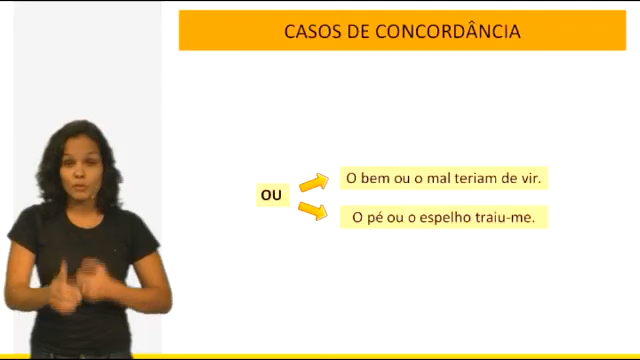 CASOS DE CONCORDÂNCIA
O bem ou o mal teriam de vir.
OU
O pé ou o espelho traiu-me.